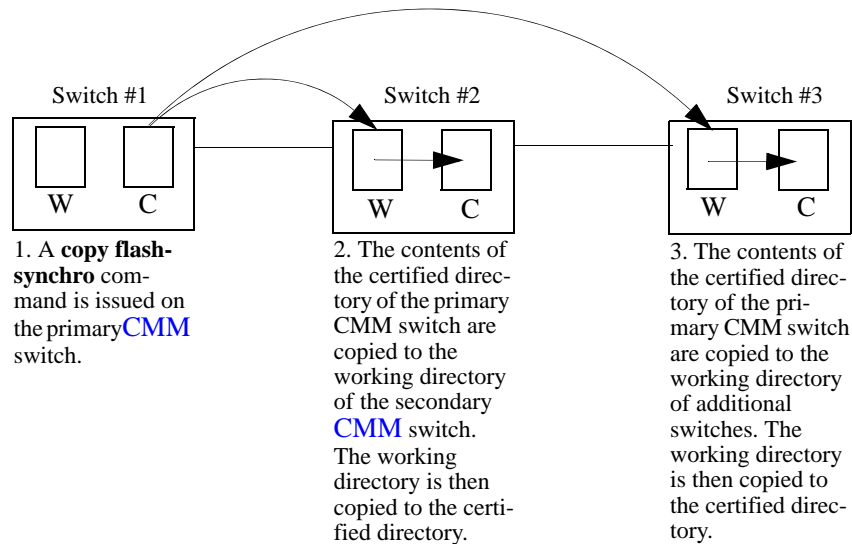 Switch #1
Switch #2
Switch #3
W
C
W
C
W
C
1. A copy flash-
synchro com-
mand is issued on
the primaryCMM
switch.
2. The contents of
the certified direc-
tory of the primary
CMM switch are
copied to the
working directory
of the secondary
CMM switch.
The working
directory is then
copied to the certi-
fied directory.
3. The contents of
the certified direc-
tory of the pri-
mary CMM switch
are copied to the
working directory
of additional
switches. The
working directory
is then copied to
the certified direc-
tory.